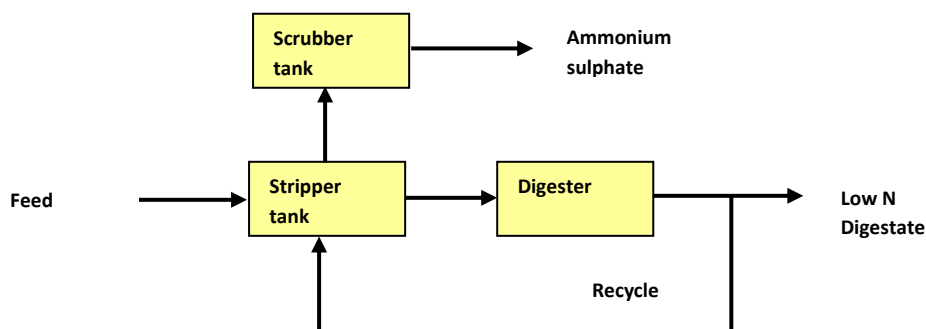 Scrubber
tank
Ammonium
sulphate
Feed
Stripper
tank
Digester
Low N
Digestate
Recycle